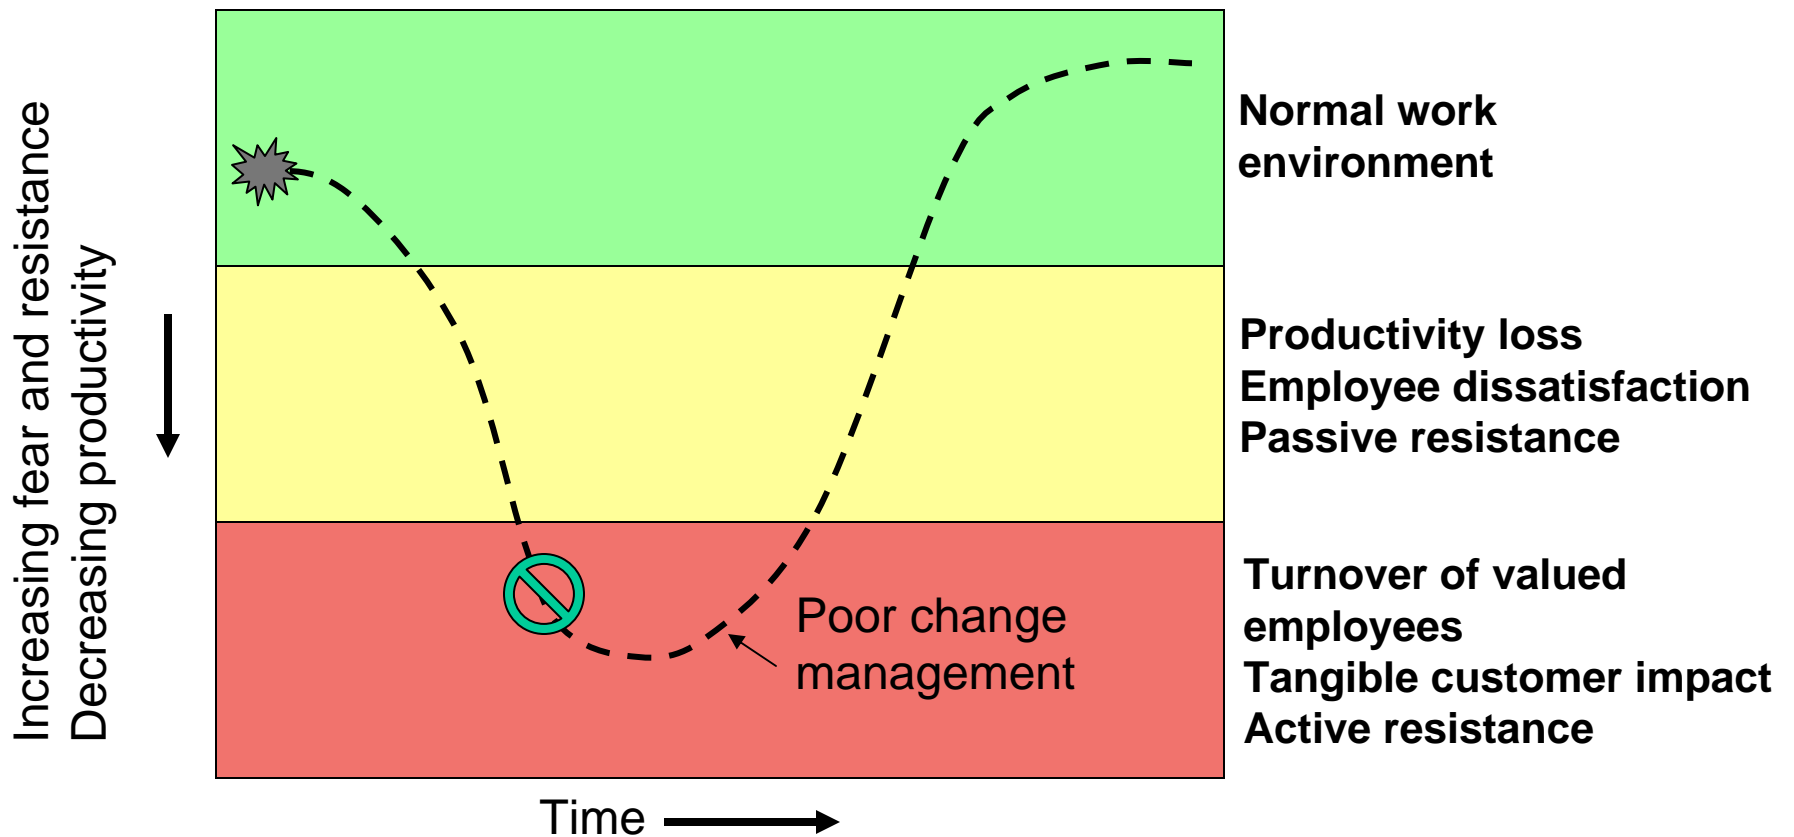 Increasing fear and resistance
Decreasing productivity
Normal work
environment
Productivity loss
Employee dissatisfaction
Passive resistance
Poor change
management
Turnover of valued
employees
Tangible customer impact
Active resistance
Time